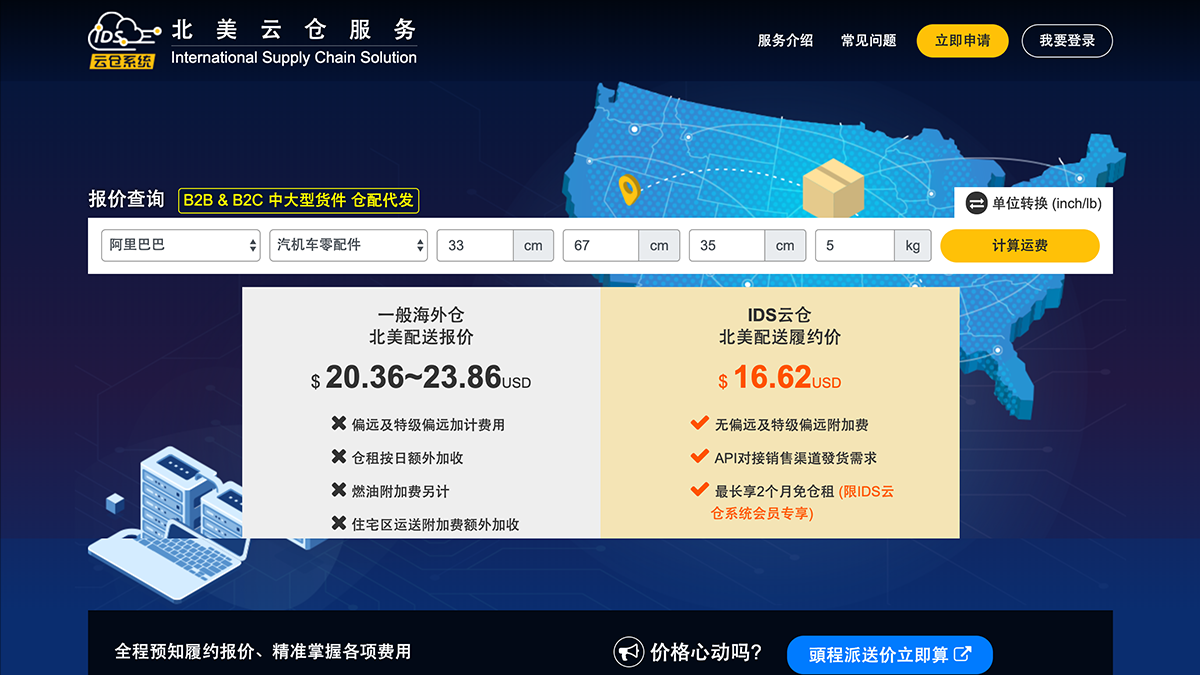 IDS
云仓系统
北美云仓服务
International Supply Chain Solution
服务介绍 常见问题 立即申请 我要登录
报价查询 B2B & B2C 中大型货件 仓配代发
单位转换 (inch/lb)
阿里巴巴 汽机车零配件 33 cm 67 cm 35 cm 5 kg 计算运费
一般海外仓
北美配送报价
$ 20.36~23.86USD
偏远及特级偏远加计费用
仓租按日额外加收
燃油附加费另计
住宅区运送附加费额外加收
IDS云仓
北美配送履约价
$ 16.62USD
无偏远及特级偏远附加费
API对接销售渠道發货需求
最长享2个月免仓租 (限IDS云
仓系统会员专享)
全程预知履约报价、精准掌握各项费用
价格心动吗?
頭程派送价立即算